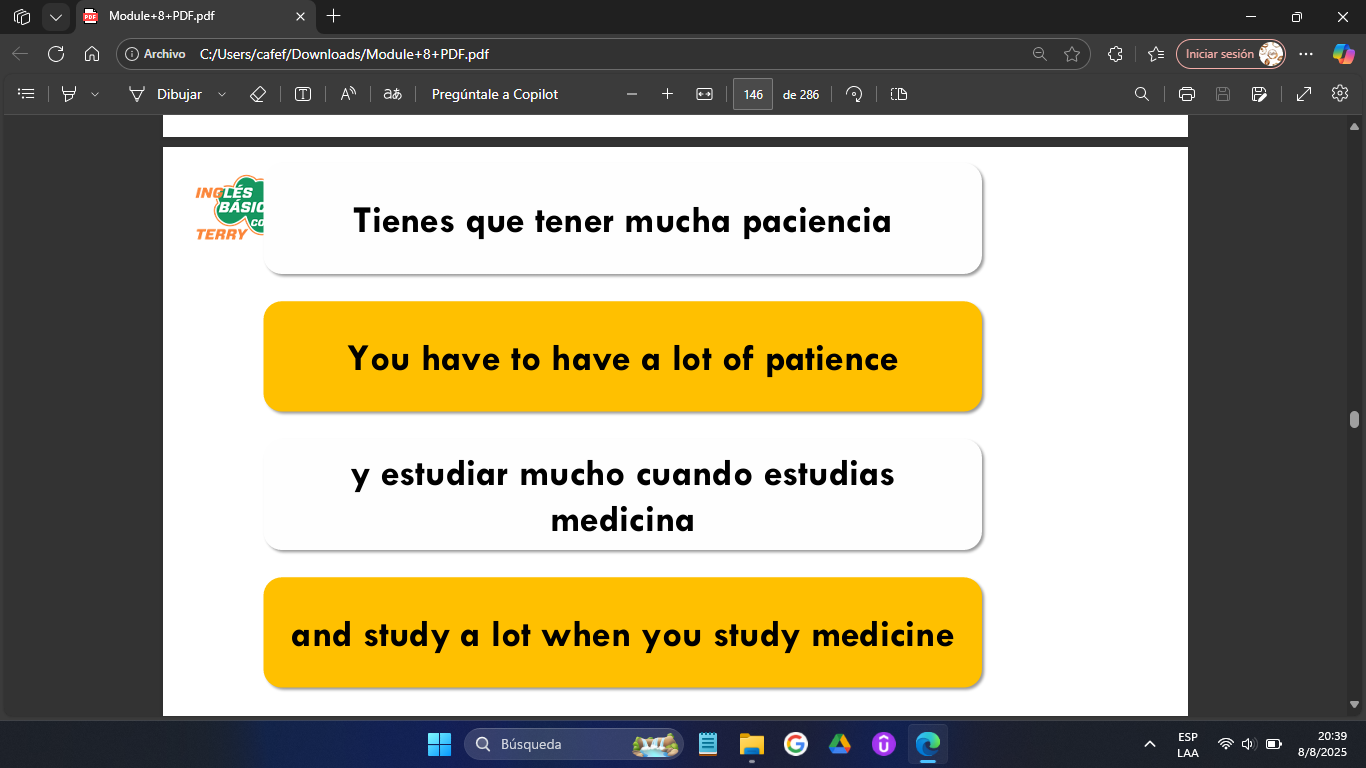 Module+8+PDF.pdf
Archivo C:/Users/cafef/Downloads/Module+8+PDF.pdf Iniciar sesión
Dibujar Pregúntale a Copilot 146 de 286
INGLÉS
BÁSIC
CO
TERRY
Tienes que tener mucha paciencia
You have to have a lot of patience
y estudiar mucho cuando estudias
medicina
and study a lot when you study medicine
Búsqueda
ESP
LAA
20:39
8/8/2025